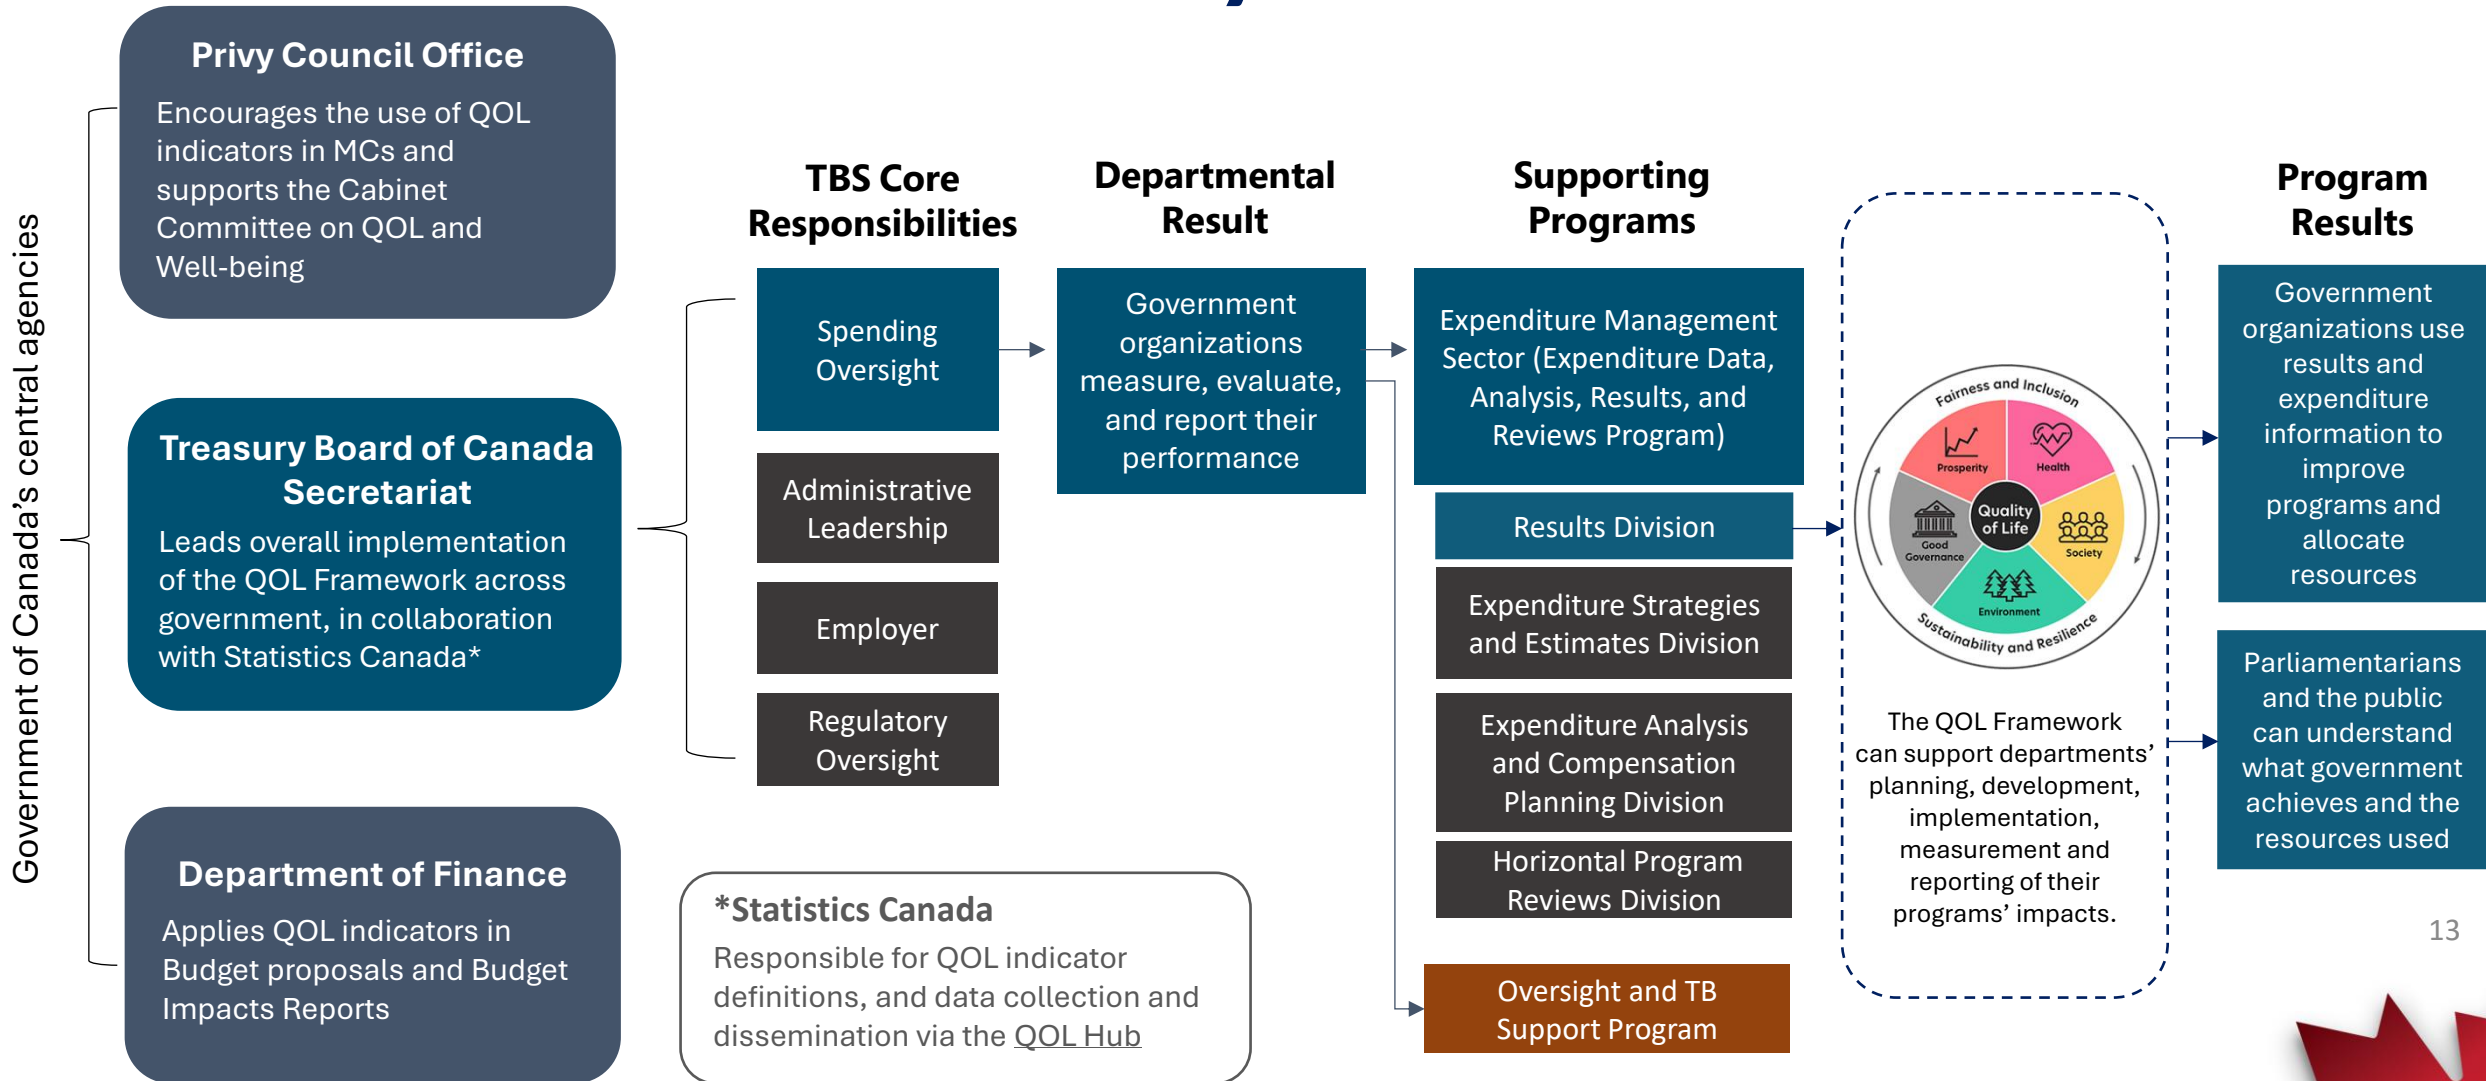 Government of Canada's central agencies
Privy Council Office
Encourages the use of QOL
indicators in MCs and
supports the Cabinet
Committee on QOL and
Well-being
Treasury Board of Canada
Secretariat
Leads overall implementation
of the QOL Framework across
government, in collaboration
with Statistics Canada*
Department of Finance
Applies QOL indicators in
Budget proposals and Budget
Impacts Reports
TBS Core
Responsibilities
Spending
Oversight
Administrative
Leadership
Employer
Regulatory
Oversight
*Statistics Canada
Responsible for QOL indicator
definitions, and data collection and
dissemination via the QOL Hub
Departmental
Result
Government
organizations
measure, evaluate,
and report their
performance
Supporting
Programs
Expenditure Management
Sector (Expenditure Data,
Analysis, Results, and
Reviews Program)
Results Division
Expenditure Strategies
and Estimates Division
Expenditure Analysis
and Compensation
Planning Division
Horizontal Program
Reviews Division
Oversight and TB
Support Program
Fairness and Inclusion
Prosperity
Health
Quality
of Life
Good
Governance
Society
Environment
Sustainability and Resilience
The QOL Framework
can support departments'
planning, development,
implementation,
measurement and
reporting of their
programs' impacts.
Program
Results
Government
organizations use
results and
expenditure
information to
improve
programs and
allocate
resources
Parliamentarians
and the public
can understand
what government
achieves and the
resources used
13